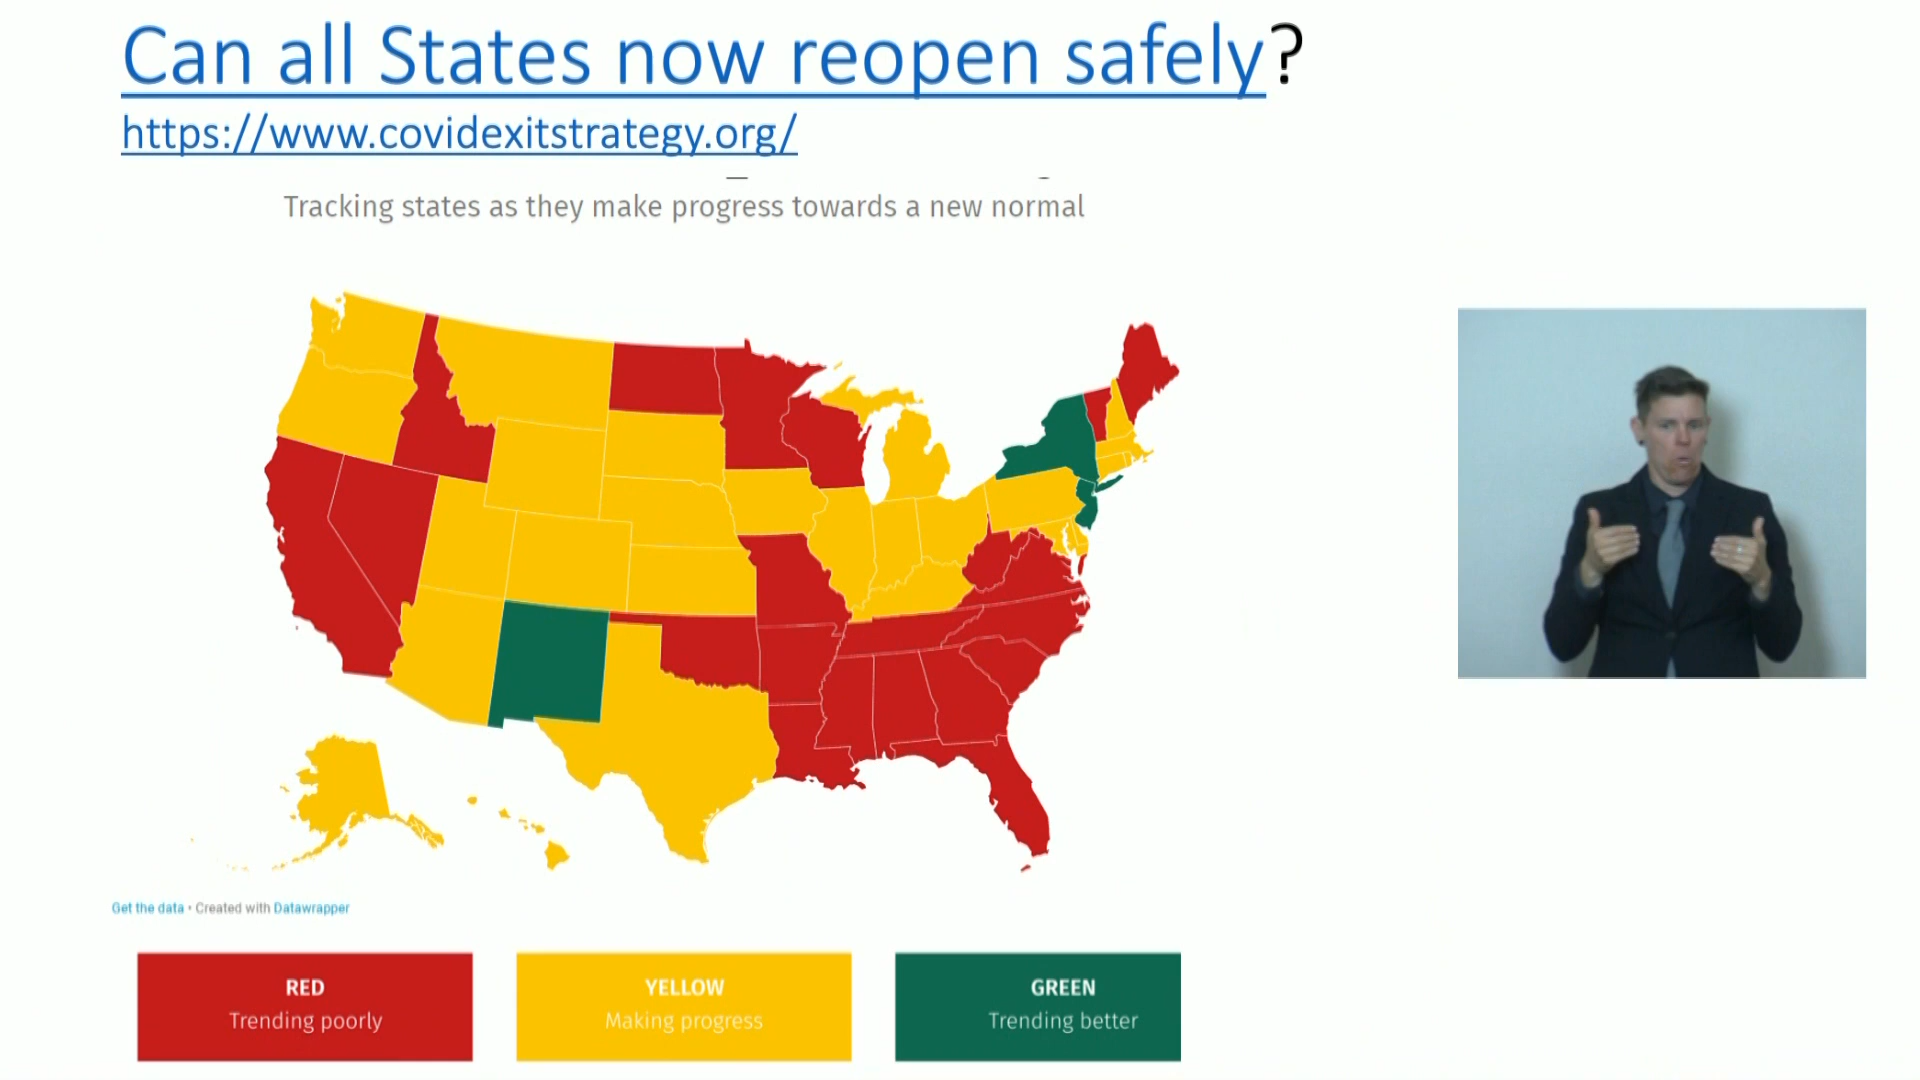 Can all States now reopen safely?
https://www.covidexitstrategy.org/
Tracking states as they make progress towards a new normal
Get the data • Created with Datawrapper
RED
Trending poorly
YELLOW
Making progress
GREEN
Trending better